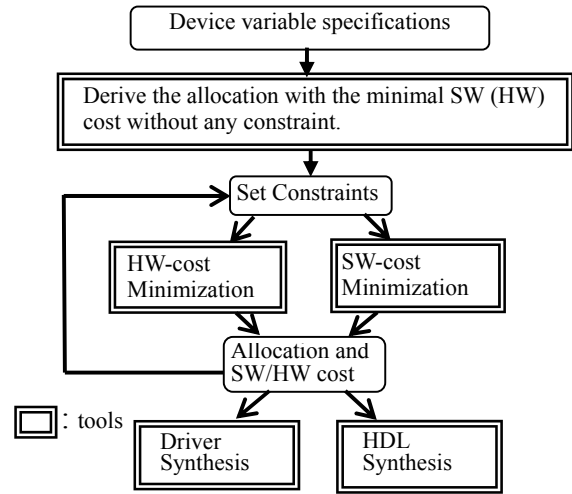 Device variable specifications
Derive the allocation with the minimal SW (HW)
cost without any constraint.
Set Constraints
HW-cost
Minimization
SW-cost
Minimization
Allocation and
SW/HW cost
: tools
Driver
Synthesis
HDL
Synthesis